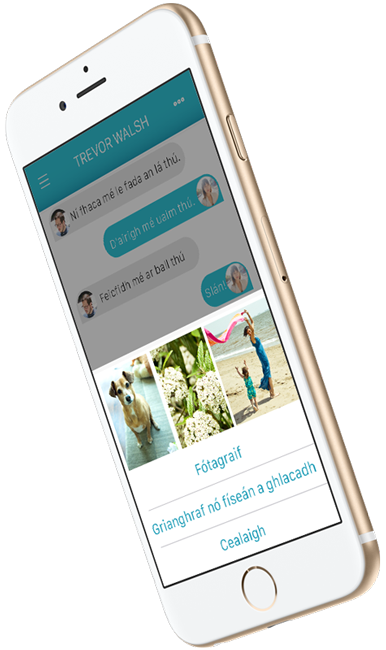 TREVOR WALSH
Ní fhaca mé le fada an lá thú.
D'airigh mé uaim thú.
Feicfidh mé ar ball thú
Slán!
Fótagraif
Grianghraf nó físeán a ghlacadh
Cealaigh